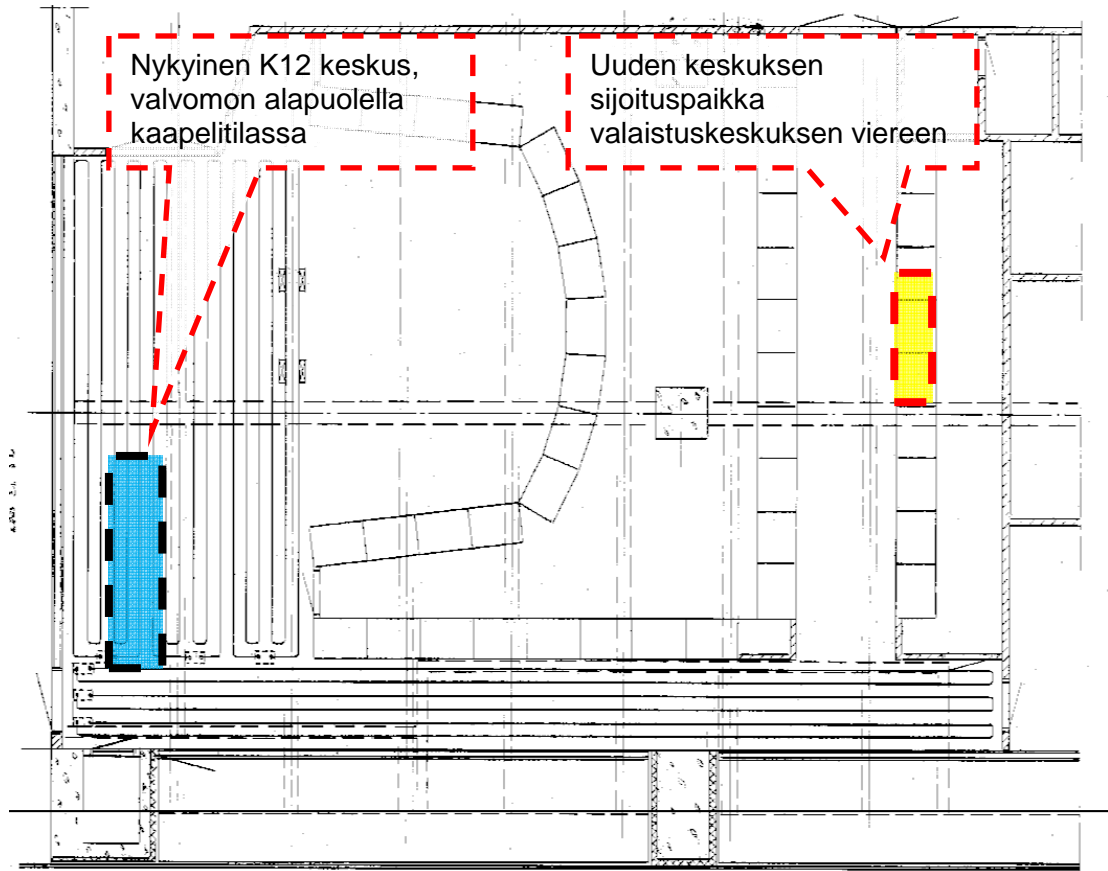 Nykyinen K12 keskus,
valvomon alapuolella
kaapelitilassa
Uuden keskuksen
sijoituspaikka
valaistuskeskuksen viereen